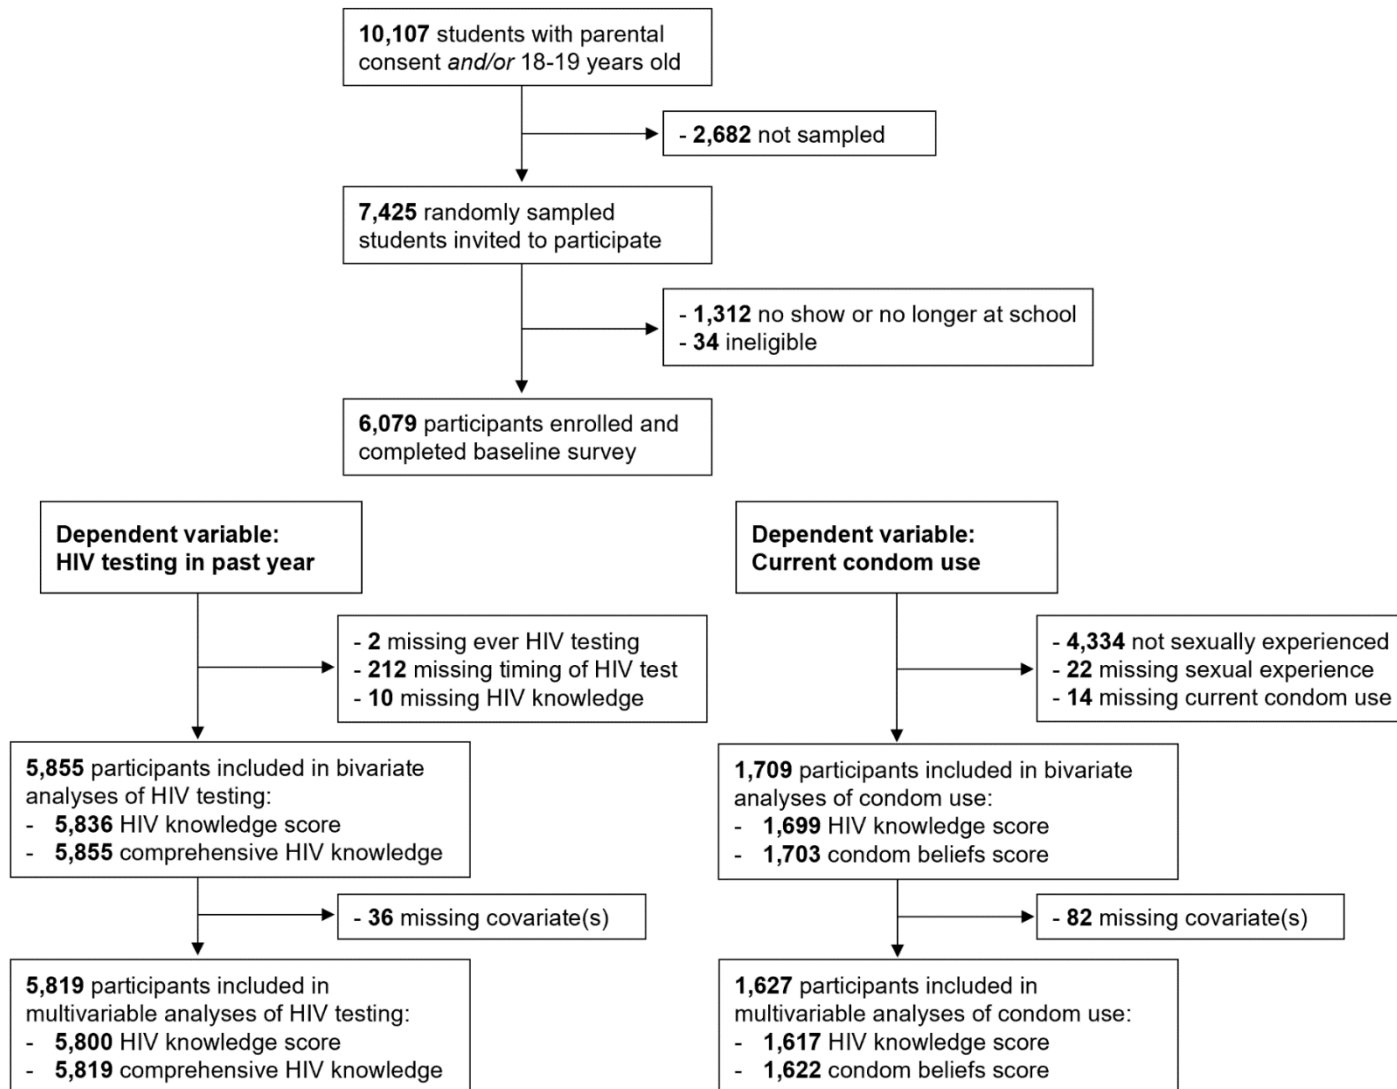 10,107 students with parental
consent and/or 18-19 years old
- 2,682 not sampled
7,425 randomly sampled
students invited to participate
- 1,312 no show or no longer at school
- 34 ineligible
6,079 participants enrolled and
completed baseline survey
Dependent variable:
HIV testing in past year
- 2 missing ever HIV testing
- 212 missing timing of HIV test
- 10 missing HIV knowledge
5,855 participants included in bivariate
analyses of HIV testing:
- 5,836 HIV knowledge score
- 5,855 comprehensive HIV knowledge
- 36 missing covariate(s)
5,819 participants included in
multivariable analyses of HIV testing:
- 5,800 HIV knowledge score
- 5,819 comprehensive HIV knowledge
Dependent variable:
Current condom use
- 4,334 not sexually experienced
- 22 missing sexual experience
- 14 missing current condom use
1,709 participants included in bivariate
analyses of condom use:
- 1,699 HIV knowledge score
- 1,703 condom beliefs score
- 82 missing covariate(s)
1,627 participants included in
multivariable analyses of condom use:
- 1,617 HIV knowledge score
- 1,622 condom beliefs score